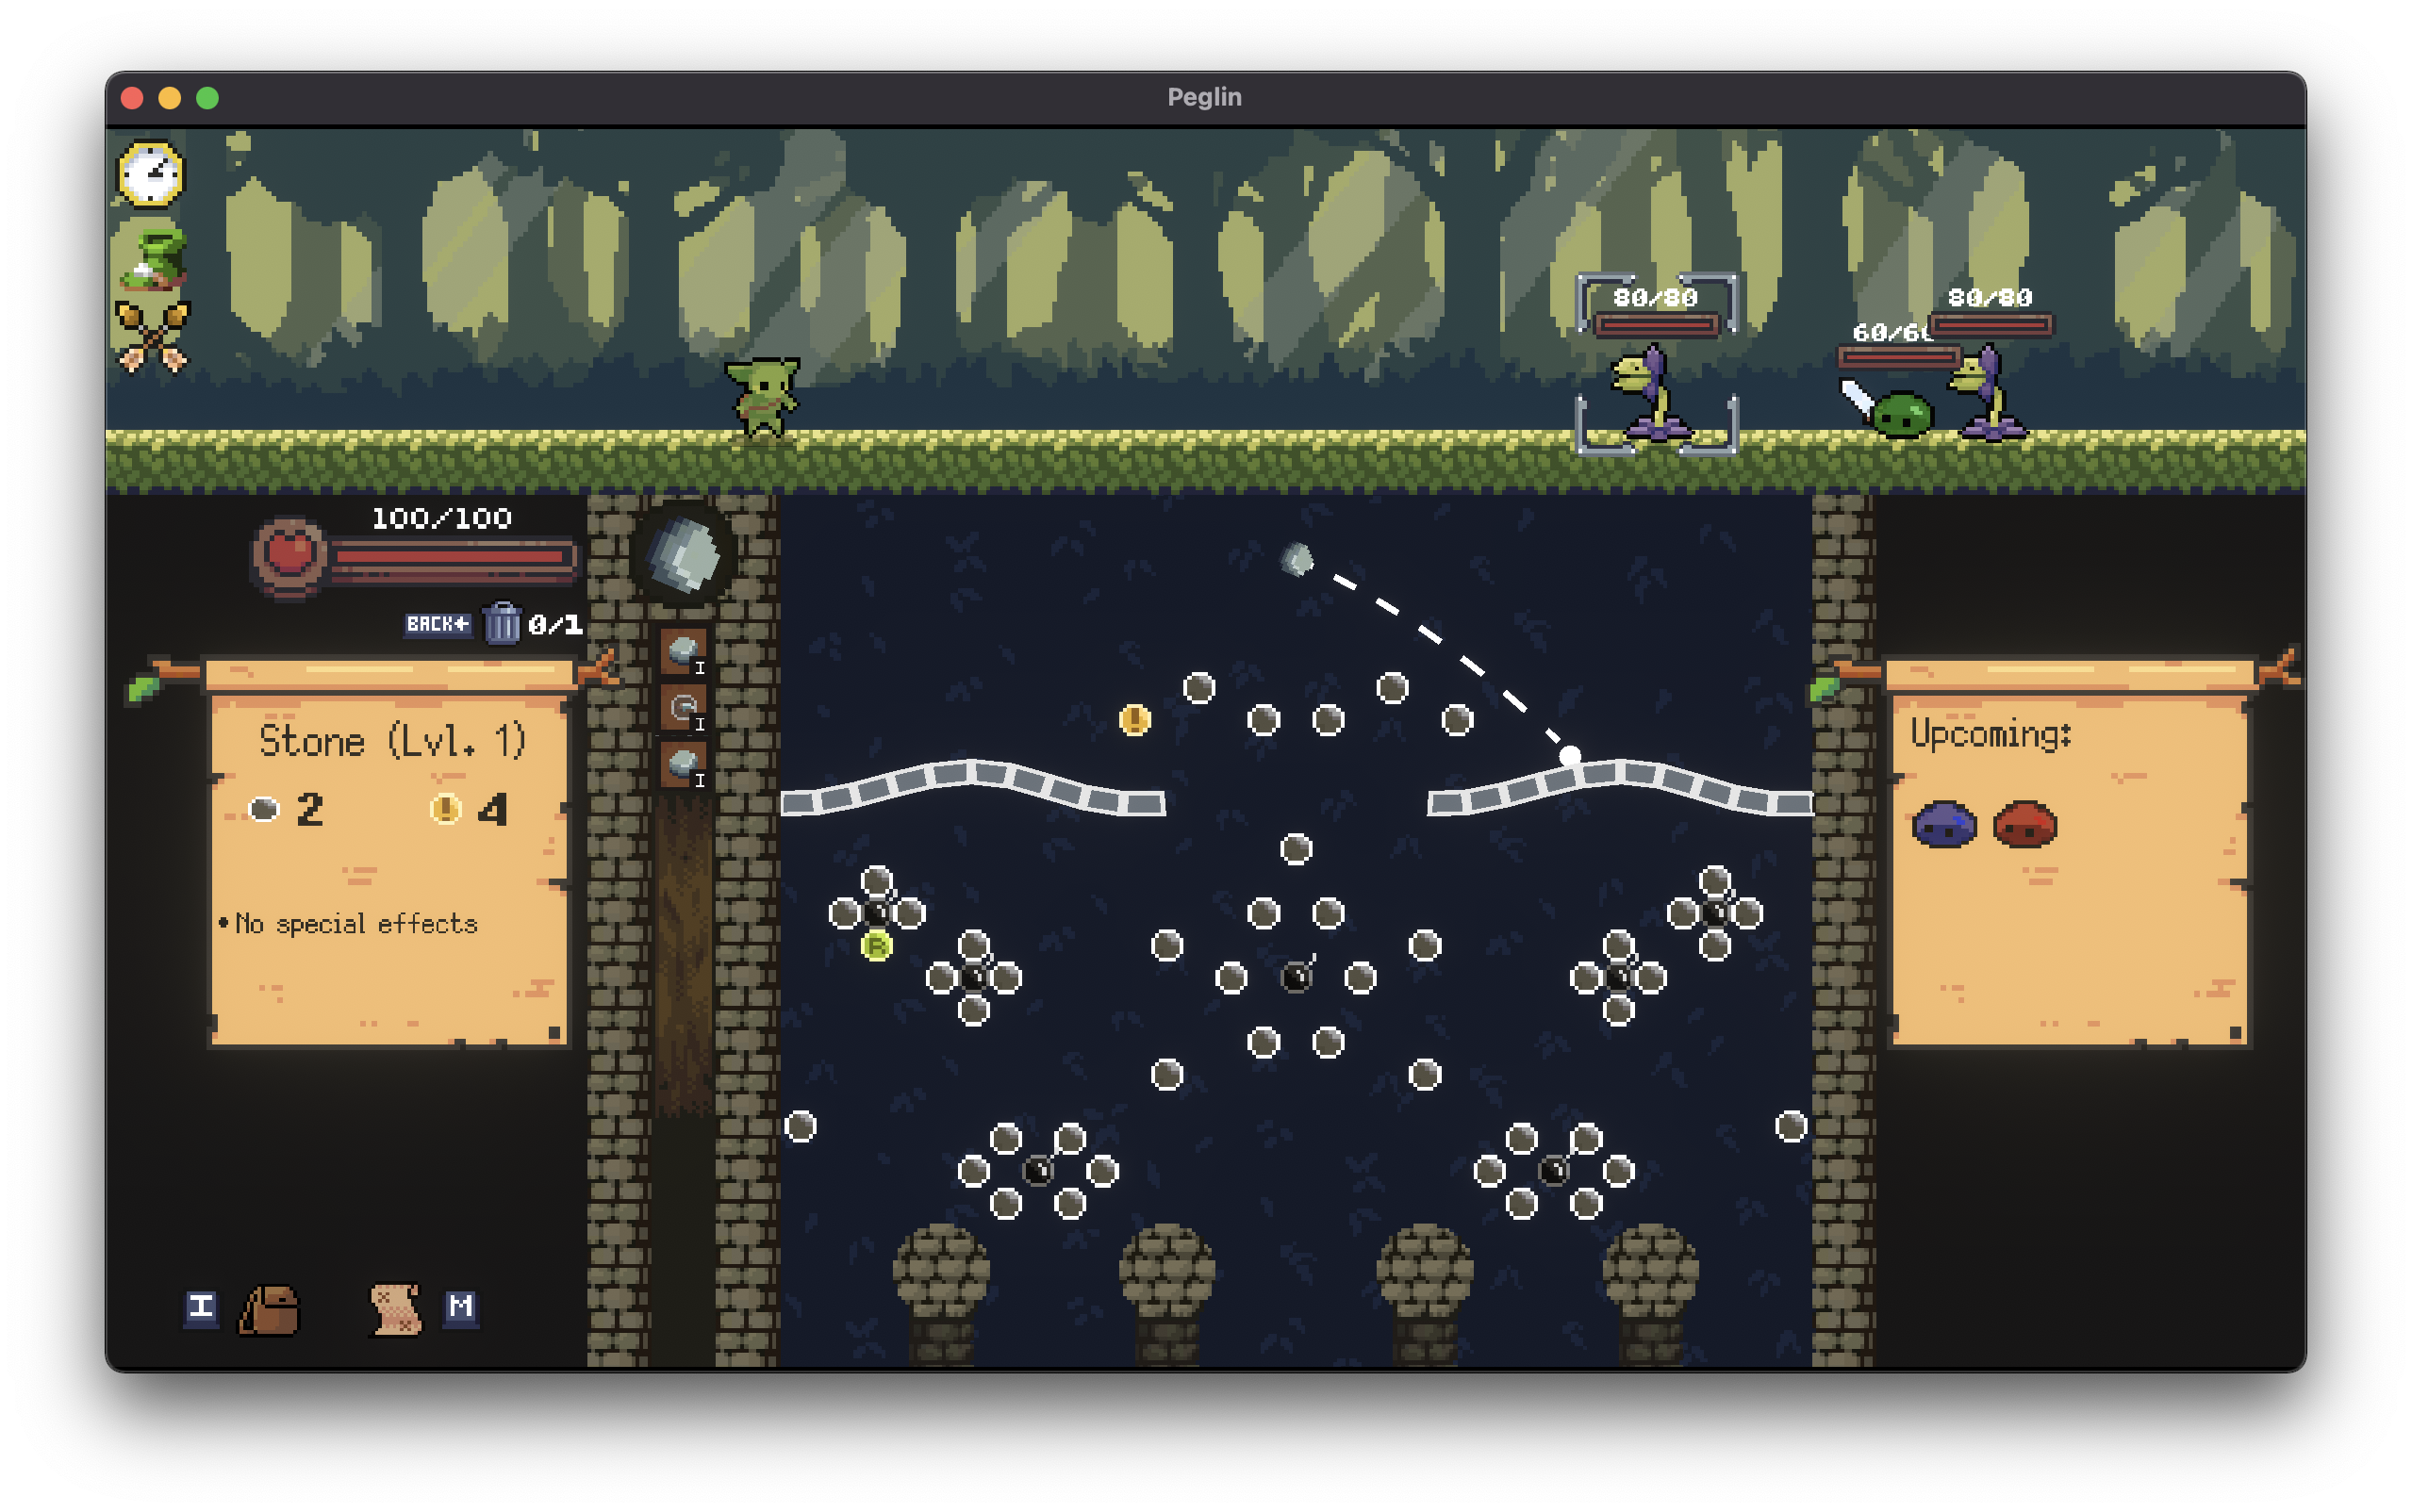 Peglin
80/80
80/80
60/60
100/100
BACK
0/1
I
I
I
Stone (Lvl. 1)
2
4
•No special effects
Upcoming:
R
I
M